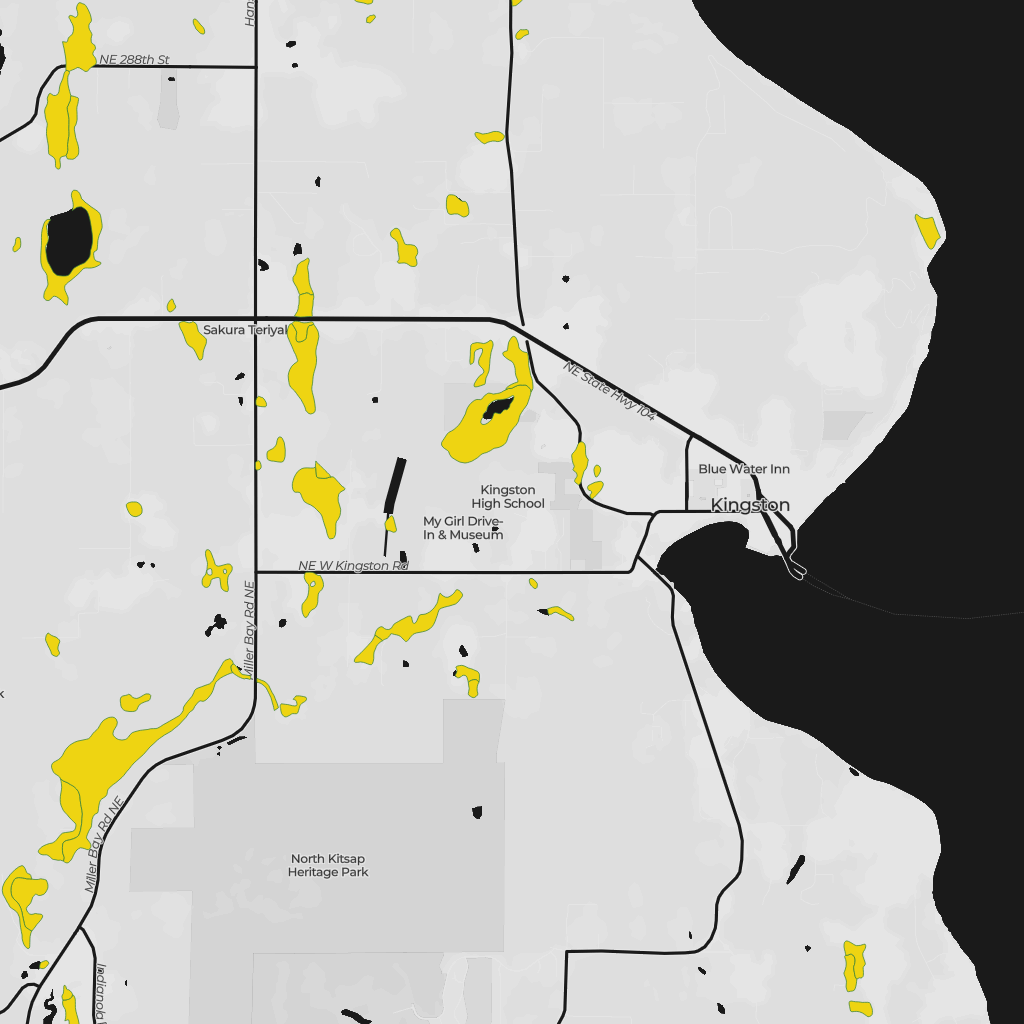 NE 288th St
Sakura Teriyak
NE State Hwy 104
Blue Water Inn
Kingston
High School
Kingston
My Girl Drive-
In & Museum
NE W Kingston Rd
Miller Bay Rd NE
Miller Bay Rd NE
North Kitsap
Heritage Park